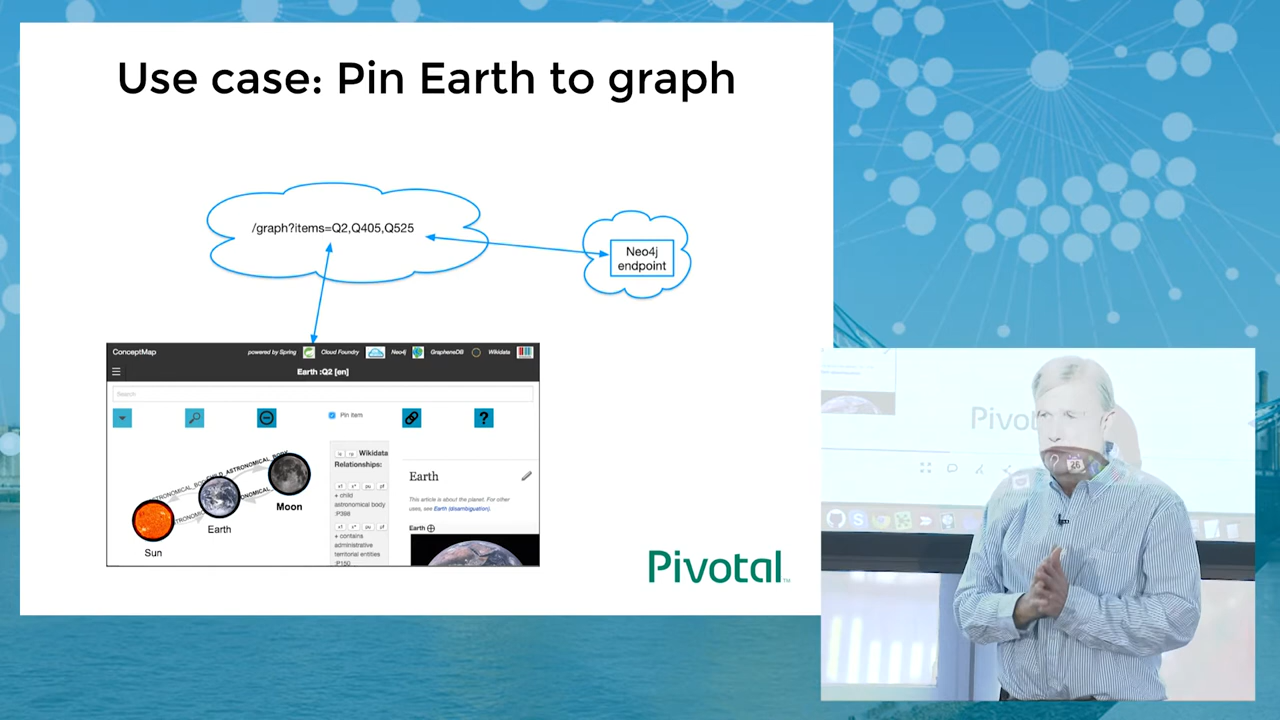 Use case: Pin Earth to graph
/graph?items=Q2,Q405,Q525
Neo4j
endpoint
ConceptMap
powered by Spring
Cloud Foundry
Neo4j
GrapheneDB
Wikidata
Earth :Q2 [en]
Search
Pin item
?
Wikidata
Relationships:
+ child
astronomical body
:P398
+ contains
administrative
territorial entities
:P150
Earth
This article is about the planet. For other
uses, see Earth (disambiguation).
Earth
Sun
Earth
Moon
Pivotal
Pivot
26